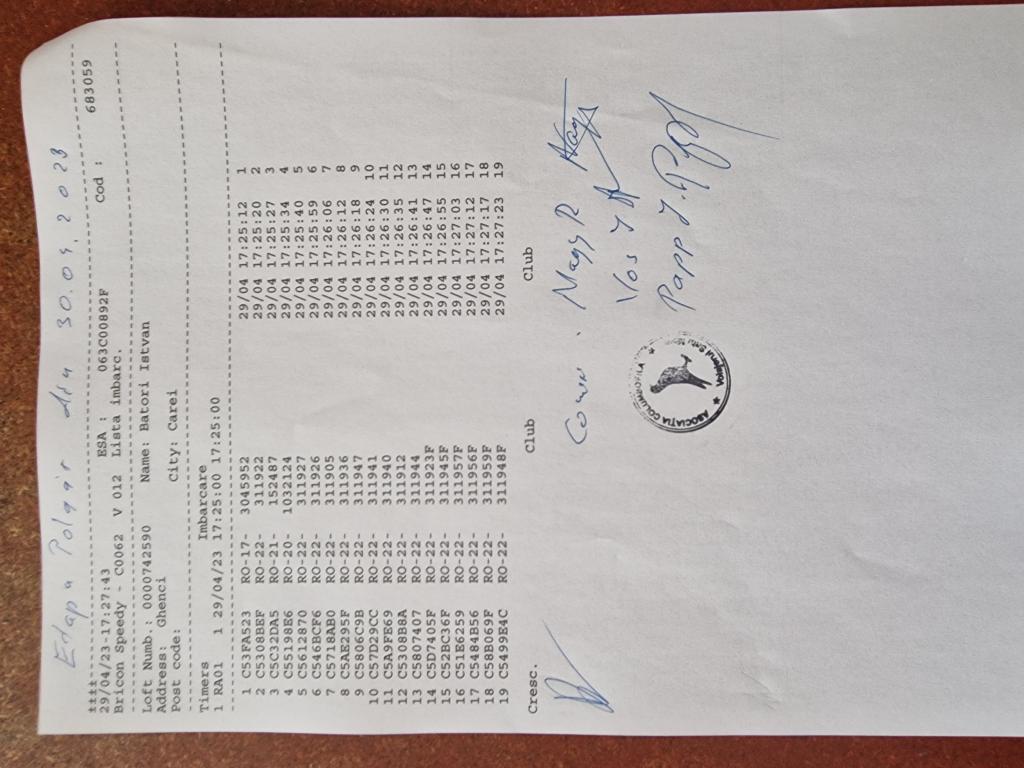 Etapa Polgár din 30.04.2023
****
29/04/23-17:27:43 ESA : 063C00892F Cod : 683059
Bricon Speedy - C0062 V 012 Lista imbarc.
Loft Numb.: 0000742590 Name: Batori Istvan
Address: Ghenci City: Carei
Post code:
Timers Imbarcare
1 RA01 1 29/04/23 17:25:00 17:25:00
1 C53FA523 RO-17- 3045952 29/04 17:25:12 1
2 C5308BEF RO-22- 311922 29/04 17:25:20 2
3 C5C32DA5 RO-21- 152487 29/04 17:25:27 3
4 C55198E6 RO-20- 1032124 29/04 17:25:34 4
5 C5612870 RO-22- 311927 29/04 17:25:40 5
6 C546BCF6 RO-22- 311926 29/04 17:25:59 6
7 C5718AB0 RO-22- 311905 29/04 17:26:06 7
8 C5AE295F RO-22- 311936 29/04 17:26:12 8
9 C5806C9B RO-22- 311947 29/04 17:26:18 9
10 C57D29CC RO-22- 311941 29/04 17:26:24 10
11 C5A9FE69 RO-22- 311940 29/04 17:26:30 11
12 C5308B8A RO-22- 311912 29/04 17:26:35 12
13 C5807407 RO-22- 311944 29/04 17:26:41 13
14 C5D7405F RO-22- 311923F 29/04 17:26:47 14
15 C52BC36F RO-22- 311945F 29/04 17:26:55 15
16 C51E6259 RO-22- 311957F 29/04 17:27:03 16
17 C5484B56 RO-22- 311956F 29/04 17:27:12 17
18 C58B069F RO-22- 311959F 29/04 17:27:17 18
19 C5499E4C RO-22- 311948F 29/04 17:27:23 19
Cresc. Club Club
Nagy
Vos
Papp J.
ASOCIATIA COLUMBOFILA
Voiajorul Satu Mare